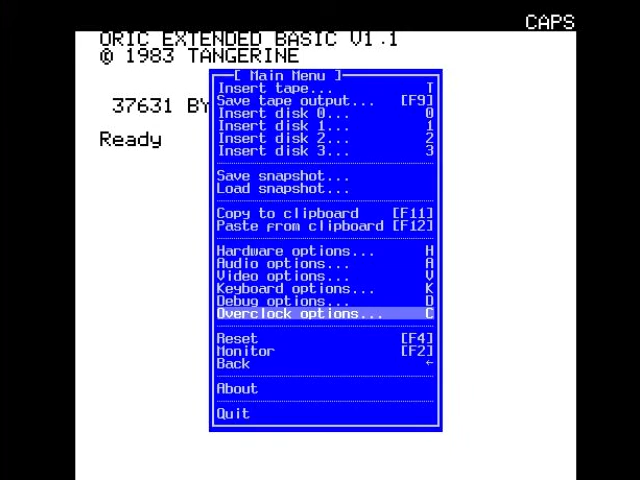 CAPS
ORIC EXTENDED BASIC V1.1
© 1983 TANGERINE
37631 BY
Ready
[ Main Menu ]
Insert tape... T
Save tape output... [F9]
Insert disk 0... 0
Insert disk 1... 1
Insert disk 2... 2
Insert disk 3... 3
Save snapshot...
Load snapshot...
Copy to clipboard [F11]
Paste from clipboard [F12]
Hardware options... H
Audio options... A
Video options... V
Keyboard options... K
Debug options... D
Overclock options... C
Reset [F4]
Monitor [F2]
Back ←
About
Quit